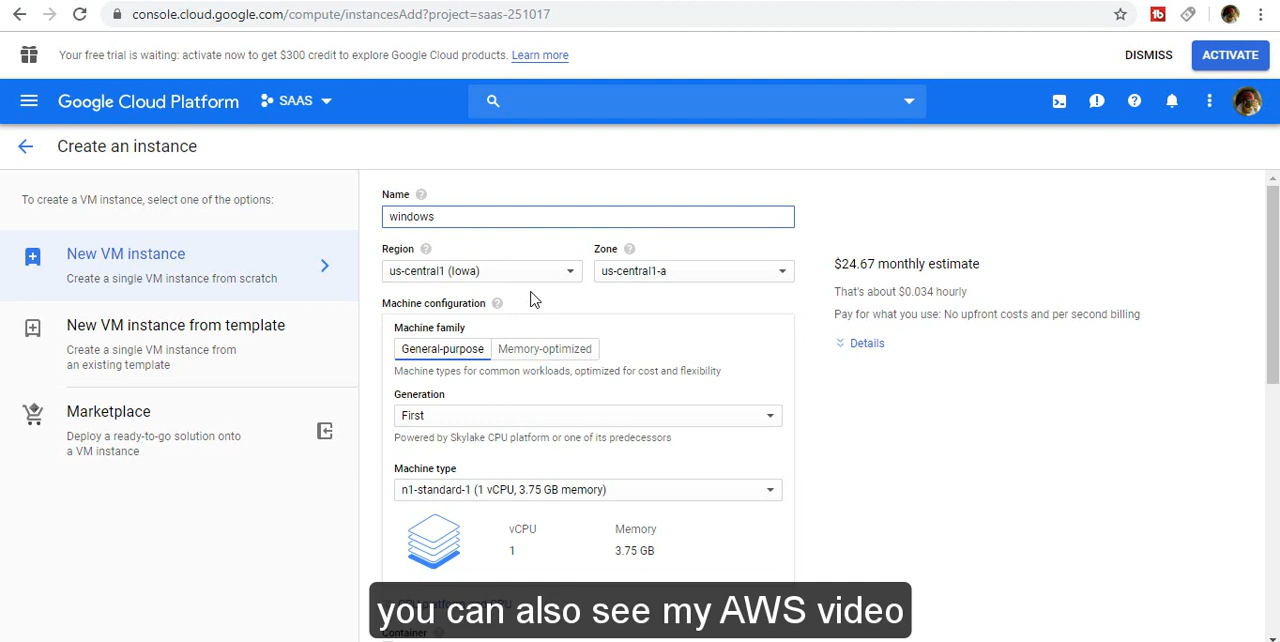 console.cloud.google.com/compute/instancesAdd?project=saas-251017
Your free trial is waiting: activate now to get $300 credit to explore Google Cloud products. Learn more
DISMISS
ACTIVATE
Google Cloud Platform
SAAS
Create an instance
To create a VM instance, select one of the options:
New VM instance
Create a single VM instance from scratch
New VM instance from template
Create a single VM instance from
an existing template
Marketplace
Deploy a ready-to-go solution onto
a VM instance
Name
windows
Region
Zone
us-central1 (Iowa)
us-central1-a
Machine configuration
Machine family
General-purpose
Memory-optimized
Machine types for common workloads, optimized for cost and flexibility
Generation
First
Powered by Skylake CPU platform or one of its predecessors
Machine type
n1-standard-1 (1 vCPU, 3.75 GB memory)
vCPU
Memory
1
3.75 GB
$24.67 monthly estimate
That's about $0.034 hourly
Pay for what you use: No upfront costs and per second billing
Details
you can also see my AWS video
Container